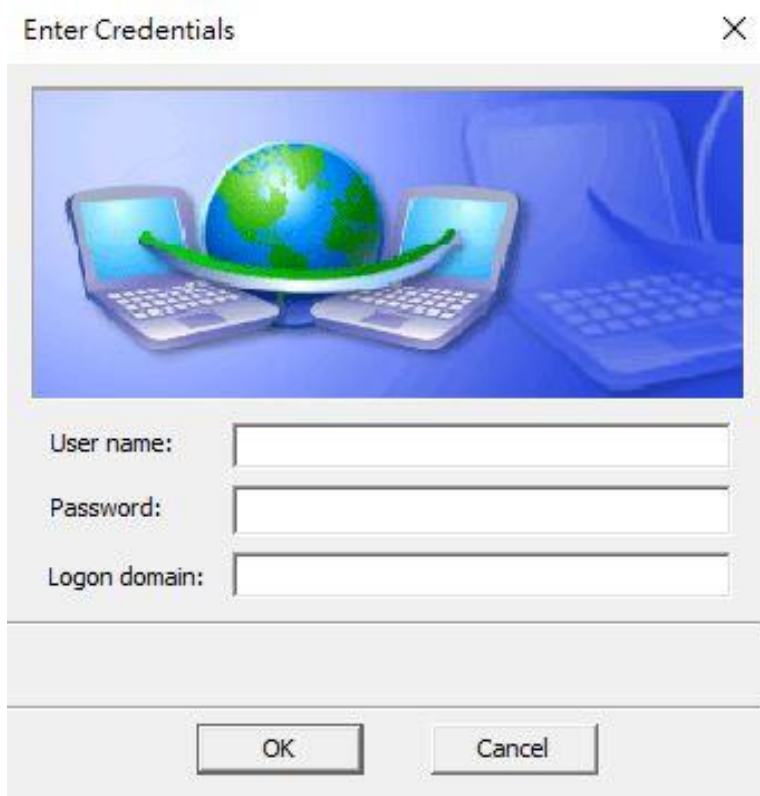 Enter Credentials
User name:
Password:
Logon domain:
OK Cancel